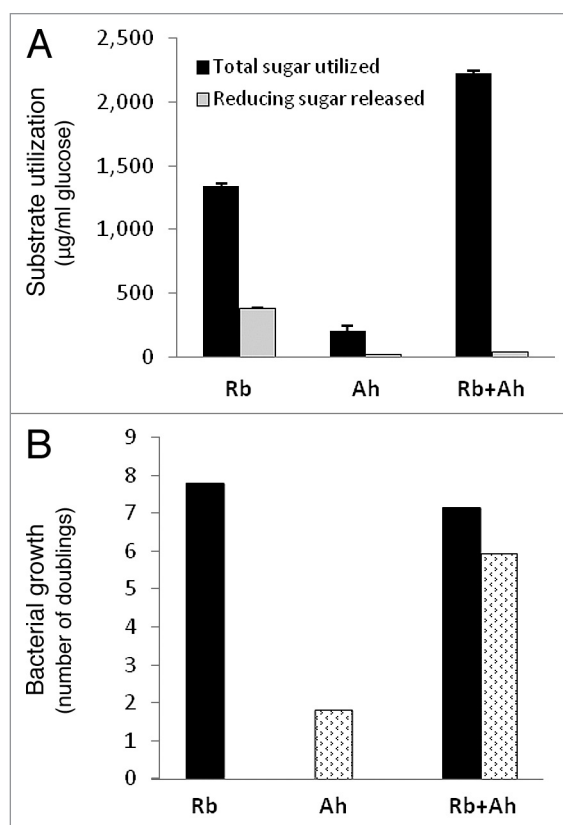 A
Substrate utilization
(µg/ml glucose)
2,500
2,000
1,500
1,000
500
0
Total sugar utilized
Reducing sugar released
Rb Ah Rb+Ah
B
Bacterial growth
(number of doublings)
9
8
7
6
5
4
3
2
1
0
Rb Ah Rb+Ah